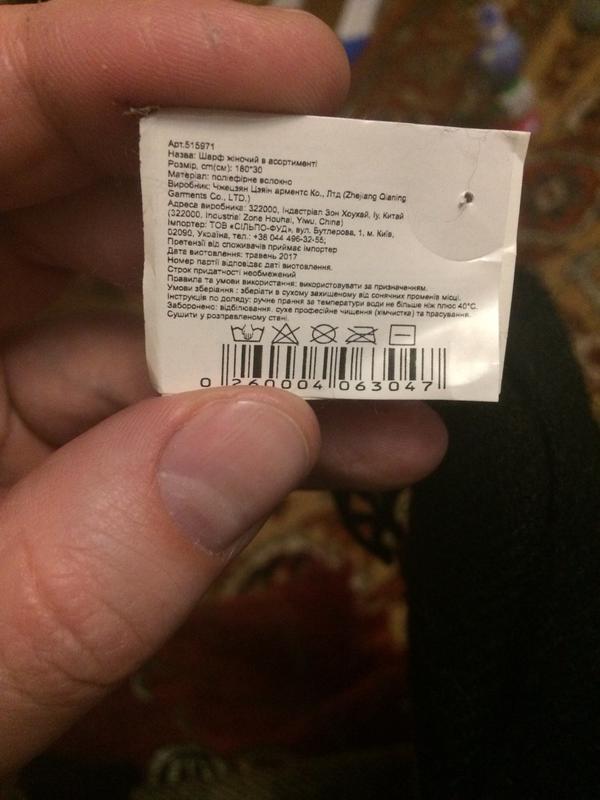 Арт.515971
Назва: Шарф жіночий в асортименті
Розмір, cm(см): 180*30
Матеріал: поліефірне волокно
Виробник: Чжецзян Цзяін арментс Ко., Лтд (Zhejiang Qianing
Garments Co., LTD.)
Адреса виробника: 322000, Індастріал Зон Хоухай, Іу, Китай
(322000, Industrial Zone Houhai, Yiwu, China)
Імпортер: ТОВ «СІЛЬПО-ФУД», вул. Бутлерова, 1, м. Київ,
02090, Україна, тел.: +38 044 496-32-55;
Претензії від споживачів приймає імпортер
Дата виготовлення: травень 2017
Номер партії відповідає даті виготовлення.
Строк придатності необмежений
Правила та умови використання: використовувати за призначенням.
Умови зберігання : зберігати в сухому захищеному від сонячних променів місці.
Інструкція по догляду: ручне прання за температури води не більше ніж плюс 40°C.
Заборонено: відбілювання, сухе професійне чищення (хімчистка) та прасування.
Сушити у розправленому стані.
0 260004 063047